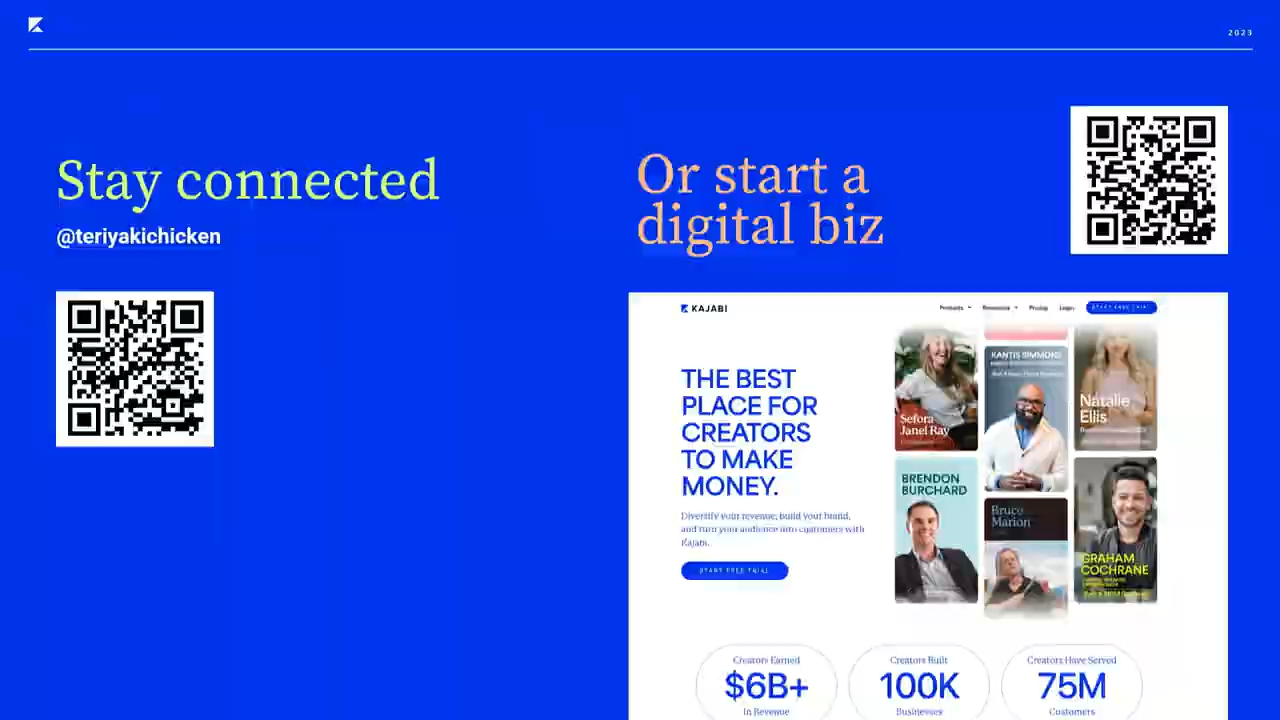 2023
Stay connected
@teriyakichicken
Or start a
digital biz
KAJABI
Products
Resources
Pricing
Login
START FREE TRIAL
THE BEST
PLACE FOR
CREATORS
TO MAKE
MONEY.
Diversify your revenue, build your brand,
and turn your audience into customers with
Kajabi.
START FREE TRIAL
Sefora
Janel Ray
KANTIS SIMMONS
Natalie
Ellis
BRENDON
BURCHARD
Bruce
Marion
GRAHAM
COCHRANE
Creators Earned
$6B+
In Revenue
Creators Built
100K
Businesses
Creators Have Served
75M
Customers